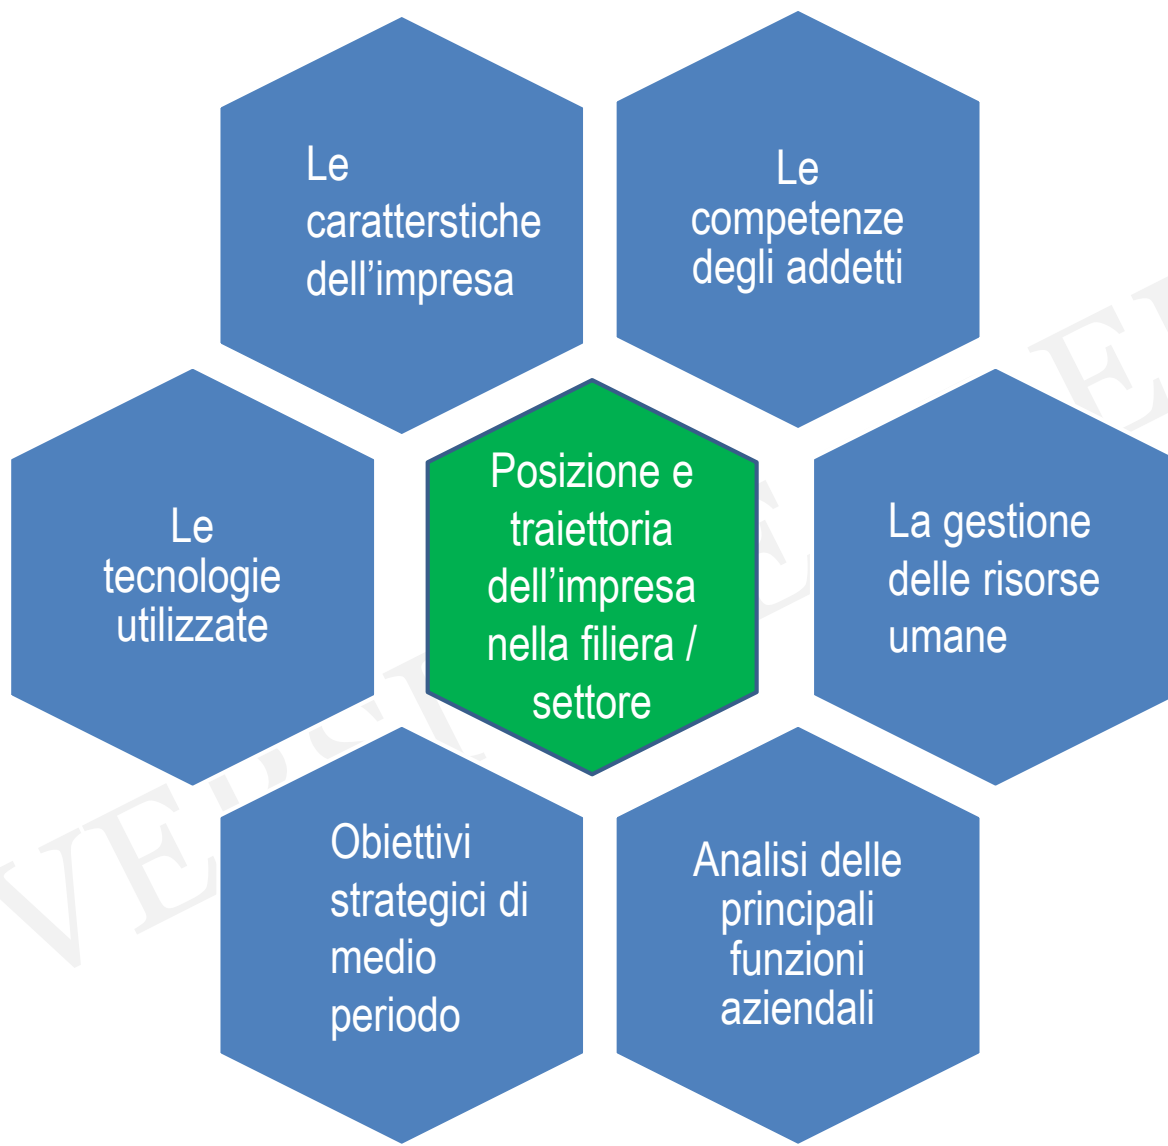 Le
caratterstiche
dell’impresa
Le
competenze
degli addetti
Le
tecnologie
utilizzate
Posizione e
traiettoria
dell’impresa
nella filiera /
settore
La gestione
delle risorse
umane
Obiettivi
strategici di
medio
periodo
Analisi delle
principali
funzioni
aziendali